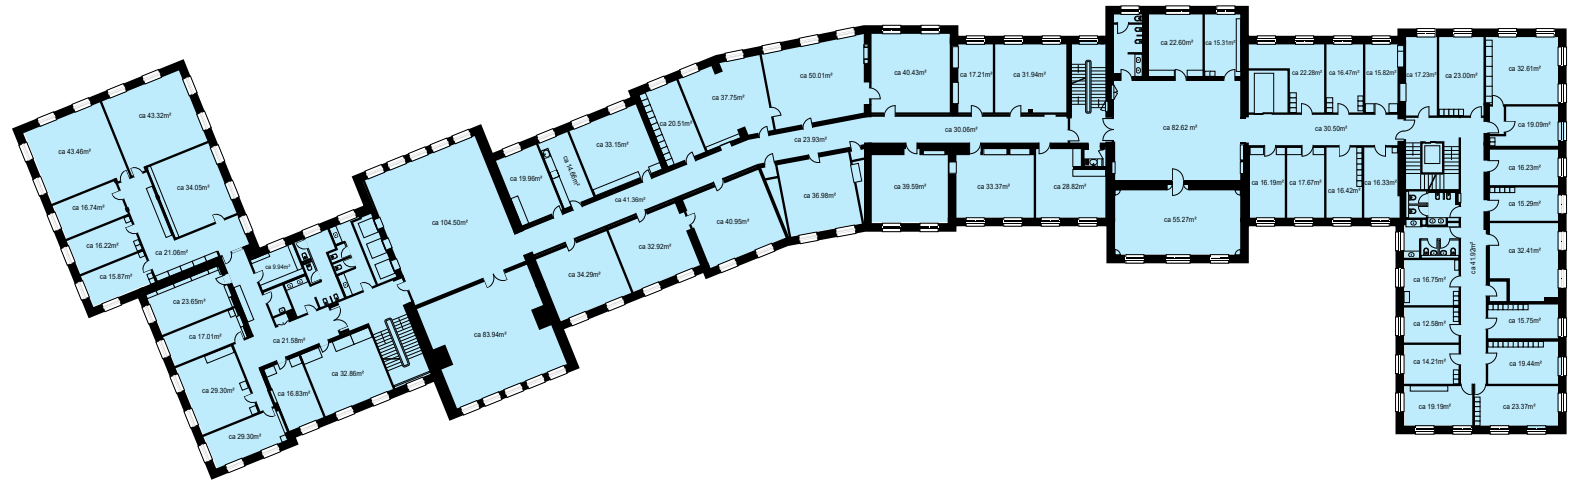 ca 43.46m²
ca 43.32m²
ca 34.05m²
ca 16.74m²
ca 16.22m²
ca 15.87m²
ca 21.06m²
ca 9.94m²
ca 23.65m²
ca 17.01m²
ca 29.30m²
ca 29.30m²
ca 21.58m²
ca 16.83m²
ca 32.86m²
ca 104.50m²
ca 83.94m²
ca 19.96m²
ca 14.66m²
ca 33.15m²
ca 41.36m²
ca 34.29m²
ca 32.92m²
ca 20.51m²
ca 37.75m²
ca 50.01m²
ca 23.93m²
ca 40.95m²
ca 36.98m²
ca 40.43m²
ca 17.21m²
ca 31.94m²
ca 30.06m²
ca 39.59m²
ca 33.37m²
ca 28.82m²
ca 22.60m²
ca 15.31m²
ca 82.62 m²
ca 55.27m²
ca 22.28m²
ca 16.47m²
ca 15.82m²
ca 30.50m²
ca 16.19m²
ca 17.67m²
ca 16.42m²
ca 16.33m²
ca 17.23m²
ca 23.00m²
ca 32.61m²
ca 19.09m²
ca 16.23m²
ca 15.29m²
ca 32.41m²
ca 41.92m²
ca 16.75m²
ca 12.58m²
ca 15.75m²
ca 14.21m²
ca 19.44m²
ca 19.19m²
ca 23.37m²